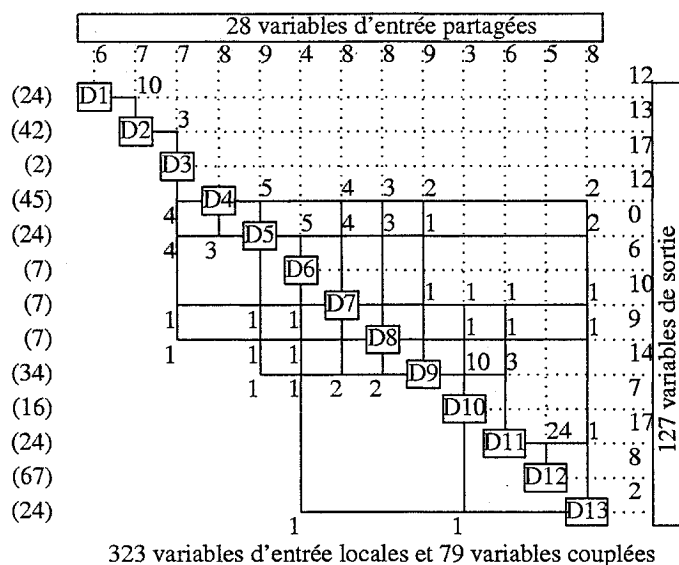 28 variables d'entrée partagées
6 7 7 8 9 4 8 8 9 3 6 5 8
12
(24) D1 10
13
(42) D2 3
17
(2) D3
12
(45) D4 5 4 3 2 2
4 0
(24) D5 5 4 3 1 2
4 3 6
(7) D6
10
(7) D7 1 1 1 1
1 1 1 9
(7) D8 1 1 1
1 1 1 14
(34) D9 10 3
1 1 2 2 7
(16) D10
17
(24) D11 24 1
8
(67) D12
2
(24) D13
1 1
127 variables de sortie
323 variables d'entrée locales et 79 variables couplées